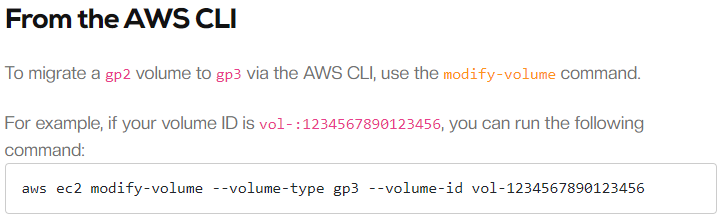 From the AWS CLI
To migrate a gp2 volume to gp3 via the AWS CLI, use the modify-volume command.
For example, if your volume ID is vol-:1234567890123456, you can run the following
command:
aws ec2 modify-volume --volume-type gp3 --volume-id vol-1234567890123456